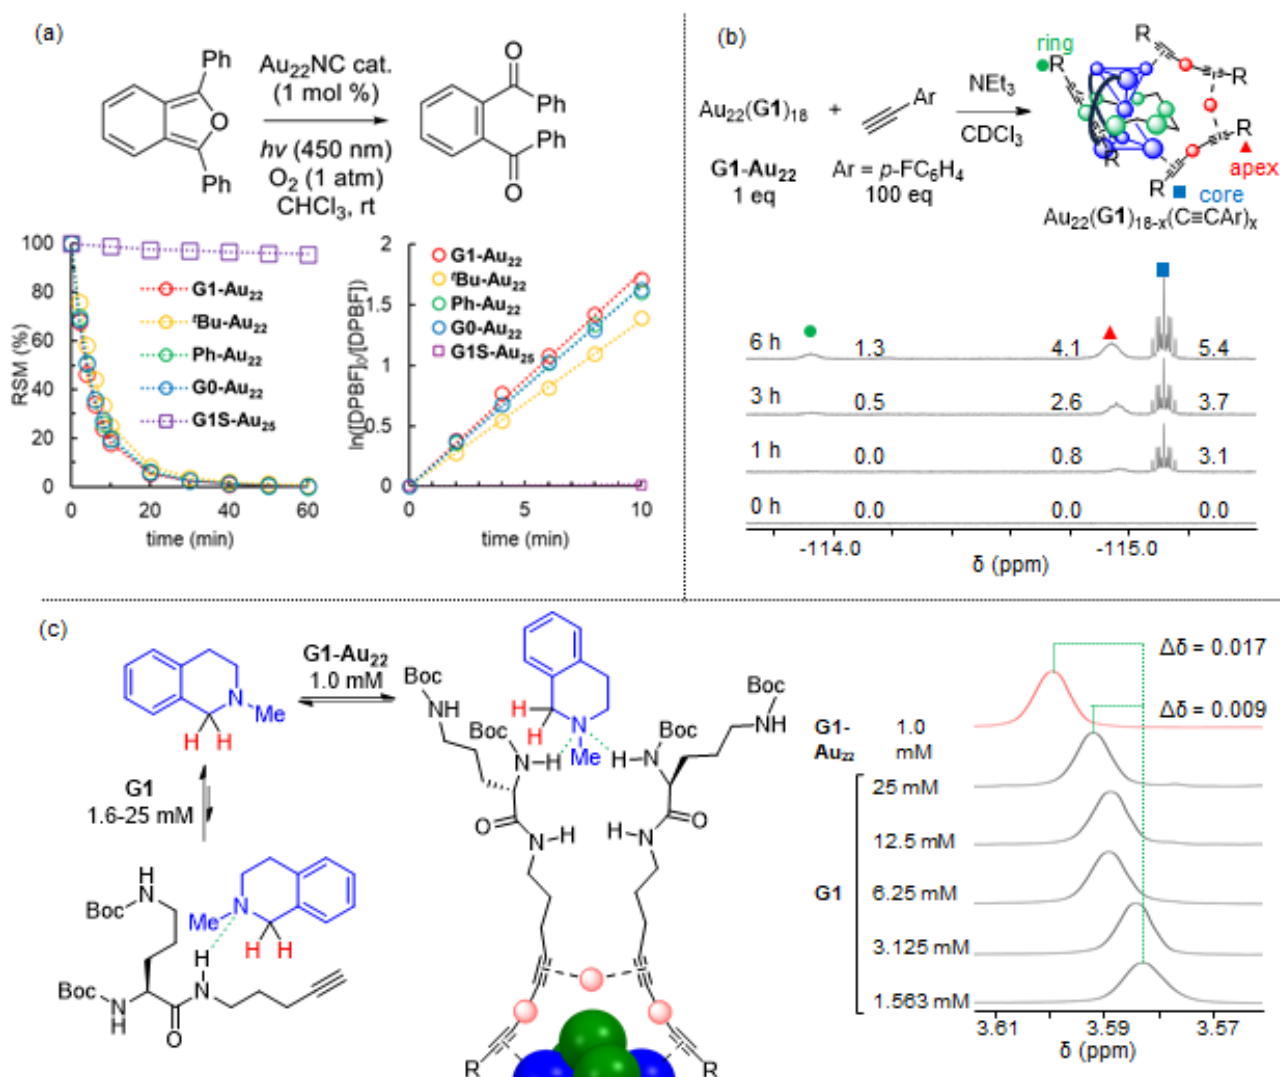 (a)
Ph
O
Ph
Au22NC cat.
(1 mol %)
hν (450 nm)
O2 (1 atm)
CHCl3, rt
O
Ph
Ph
O
100
80
60
40
20
0
RSM (%)
G1-Au22
tBu-Au22
Ph-Au22
G0-Au22
G1S-Au25
0 20 40 60
time (min)
2
1.5
1
0.5
0
ln([DPBF]0/[DPBF])
G1-Au22
tBu-Au22
Ph-Au22
G0-Au22
G1S-Au25
0 5 10
time (min)
(b)
Au22(G1)18 + Ar
NEt3
CDCl3
G1-Au22
1 eq
Ar = p-FC6H4
100 eq
ring
R
R
R
R
R
R
apex
core
Au22(G1)18-x(C≡CAr)x
6 h 1.3 4.1 5.4
3 h 0.5 2.6 3.7
1 h 0.0 0.8 3.1
0 h 0.0 0.0 0.0
-114.0 -115.0
δ (ppm)
(c)
N
Me
H H
G1-Au22
1.0 mM
G1
1.6-25 mM
H
N
Boc
Me
N
H H
H
Boc
N
H
N
O
Boc
NH
Boc
N
H
H
H
N
Me
O
N
H
Boc
NH
Boc
N
H
O
N
H
R
R
Δδ = 0.017
Δδ = 0.009
G1-Au22
1.0 mM
G1
25 mM
12.5 mM
6.25 mM
3.125 mM
1.563 mM
3.61 3.59 3.57
δ (ppm)